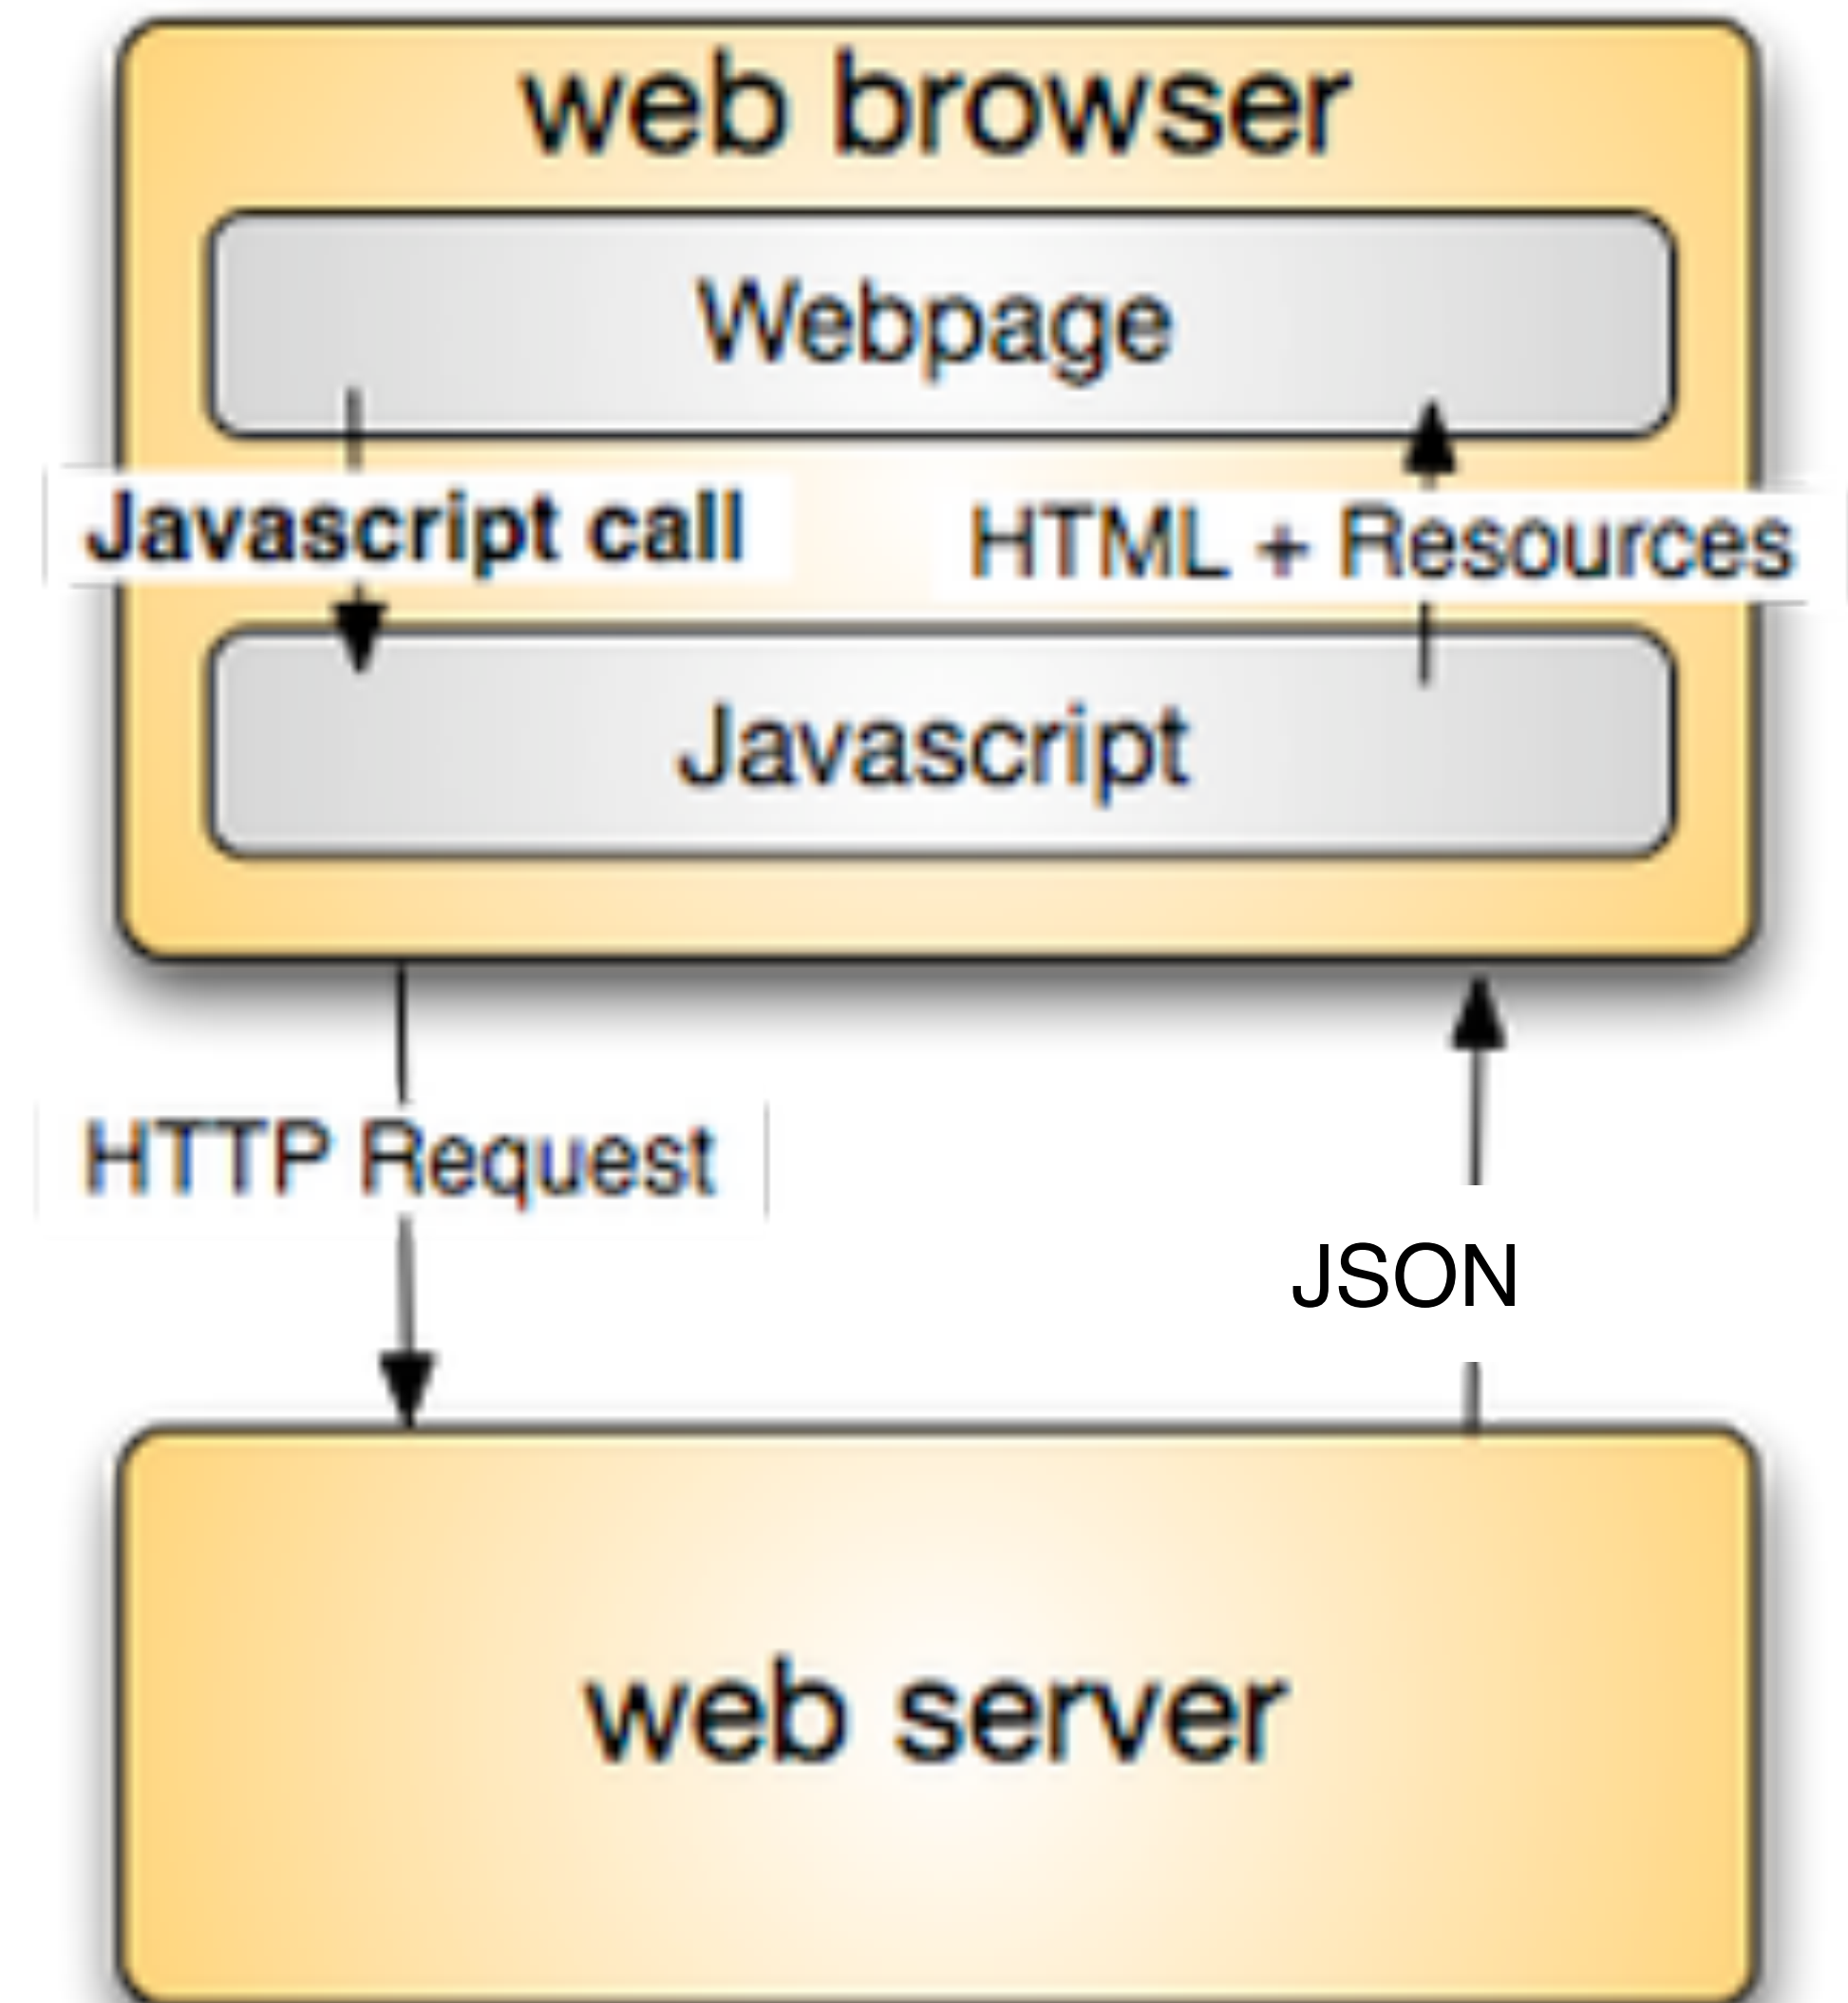 web browser
Webpage
Javascript call
HTML + Resources
Javascript
HTTP Request
JSON
web server